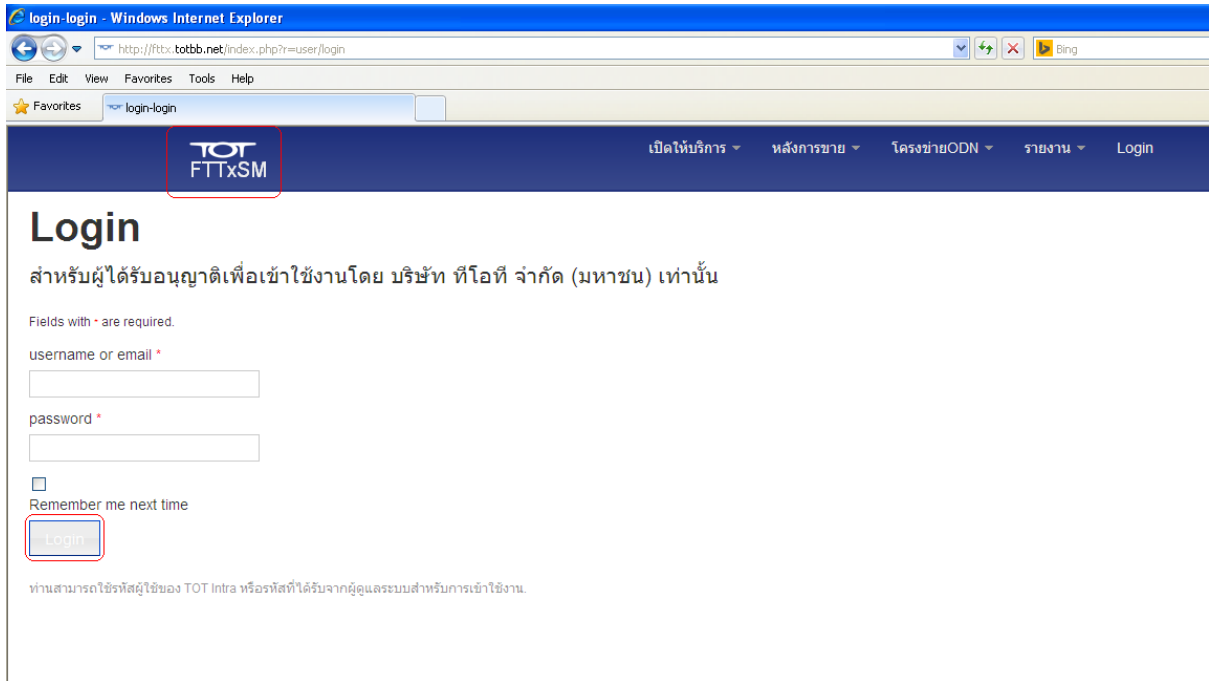 login-login - Windows Internet Explorer
http://fttx.totbb.net/index.php?r=user/login
Bing
File Edit View Favorites Tools Help
Favorites login-login
TOT
FTTxSM
เปิดให้บริการ หลังการขาย โครงข่ายODN รายงาน Login
Login
สำหรับผู้ได้รับอนุญาติเพื่อเข้าใช้งานโดย บริษัท ทีโอที จำกัด (มหาชน) เท่านั้น
Fields with * are required.
username or email *
password *
Remember me next time
Login
ท่านสามารถใช้รหัสผู้ใช้ของ TOT Intra หรือรหัสที่ได้รับจากผู้ดูแลระบบสำหรับการเข้าใช้งาน.